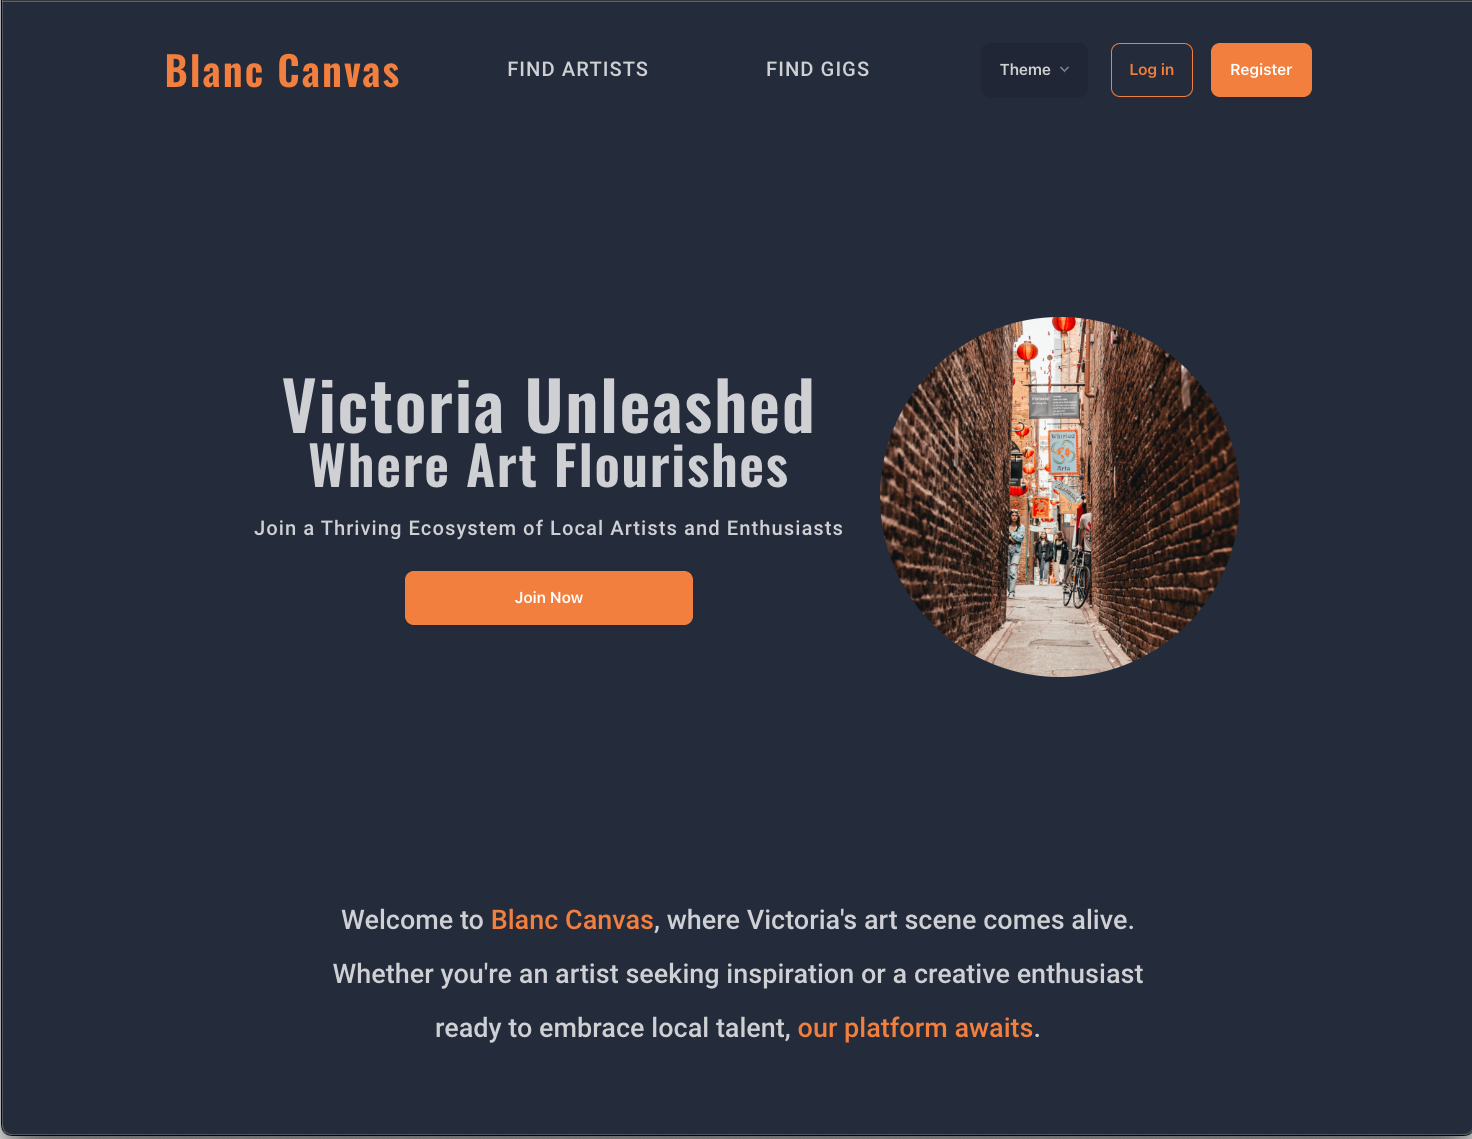 Blanc Canvas
FIND ARTISTS
FIND GIGS
Theme
Log in
Register
Victoria Unleashed
Where Art Flourishes
Join a Thriving Ecosystem of Local Artists and Enthusiasts
Join Now
Whirled
Arts
Welcome to Blanc Canvas, where Victoria's art scene comes alive.
Whether you're an artist seeking inspiration or a creative enthusiast
ready to embrace local talent, our platform awaits.